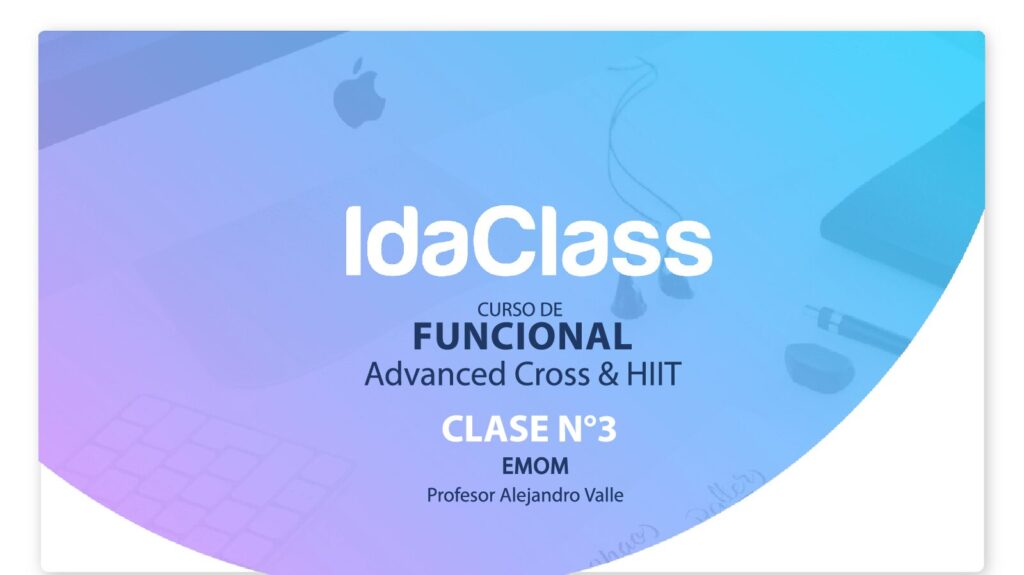 IdaClass
CURSO DE
FUNCIONAL
Advanced Cross & HIIT
CLASE N°3
EMOM
Profesor Alejandro Valle